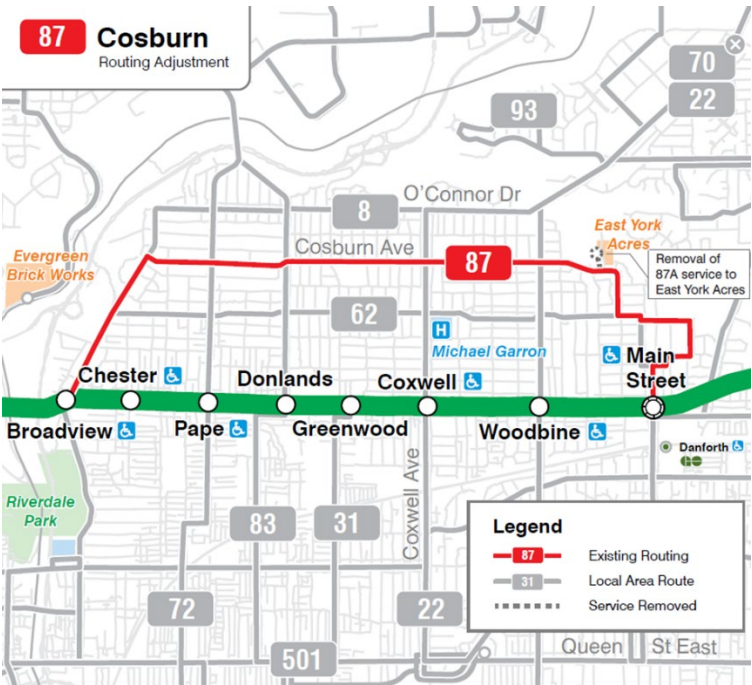 87 Cosburn
Routing Adjustment
70
22
93
O'Connor Dr
8
East York
Acres
Cosburn Ave
87
Removal of
87A service to
East York Acres
Evergreen
Brick Works
62
H
Michael Garron
Main
Street
Chester
Donlands
Coxwell
Broadview
Pape
Greenwood
Woodbine
Danforth
GO
Riverdale
Park
Coxwell Ave
83
31
72
22
501
Legend
87 Existing Routing
31 Local Area Route
Service Removed
Queen St East